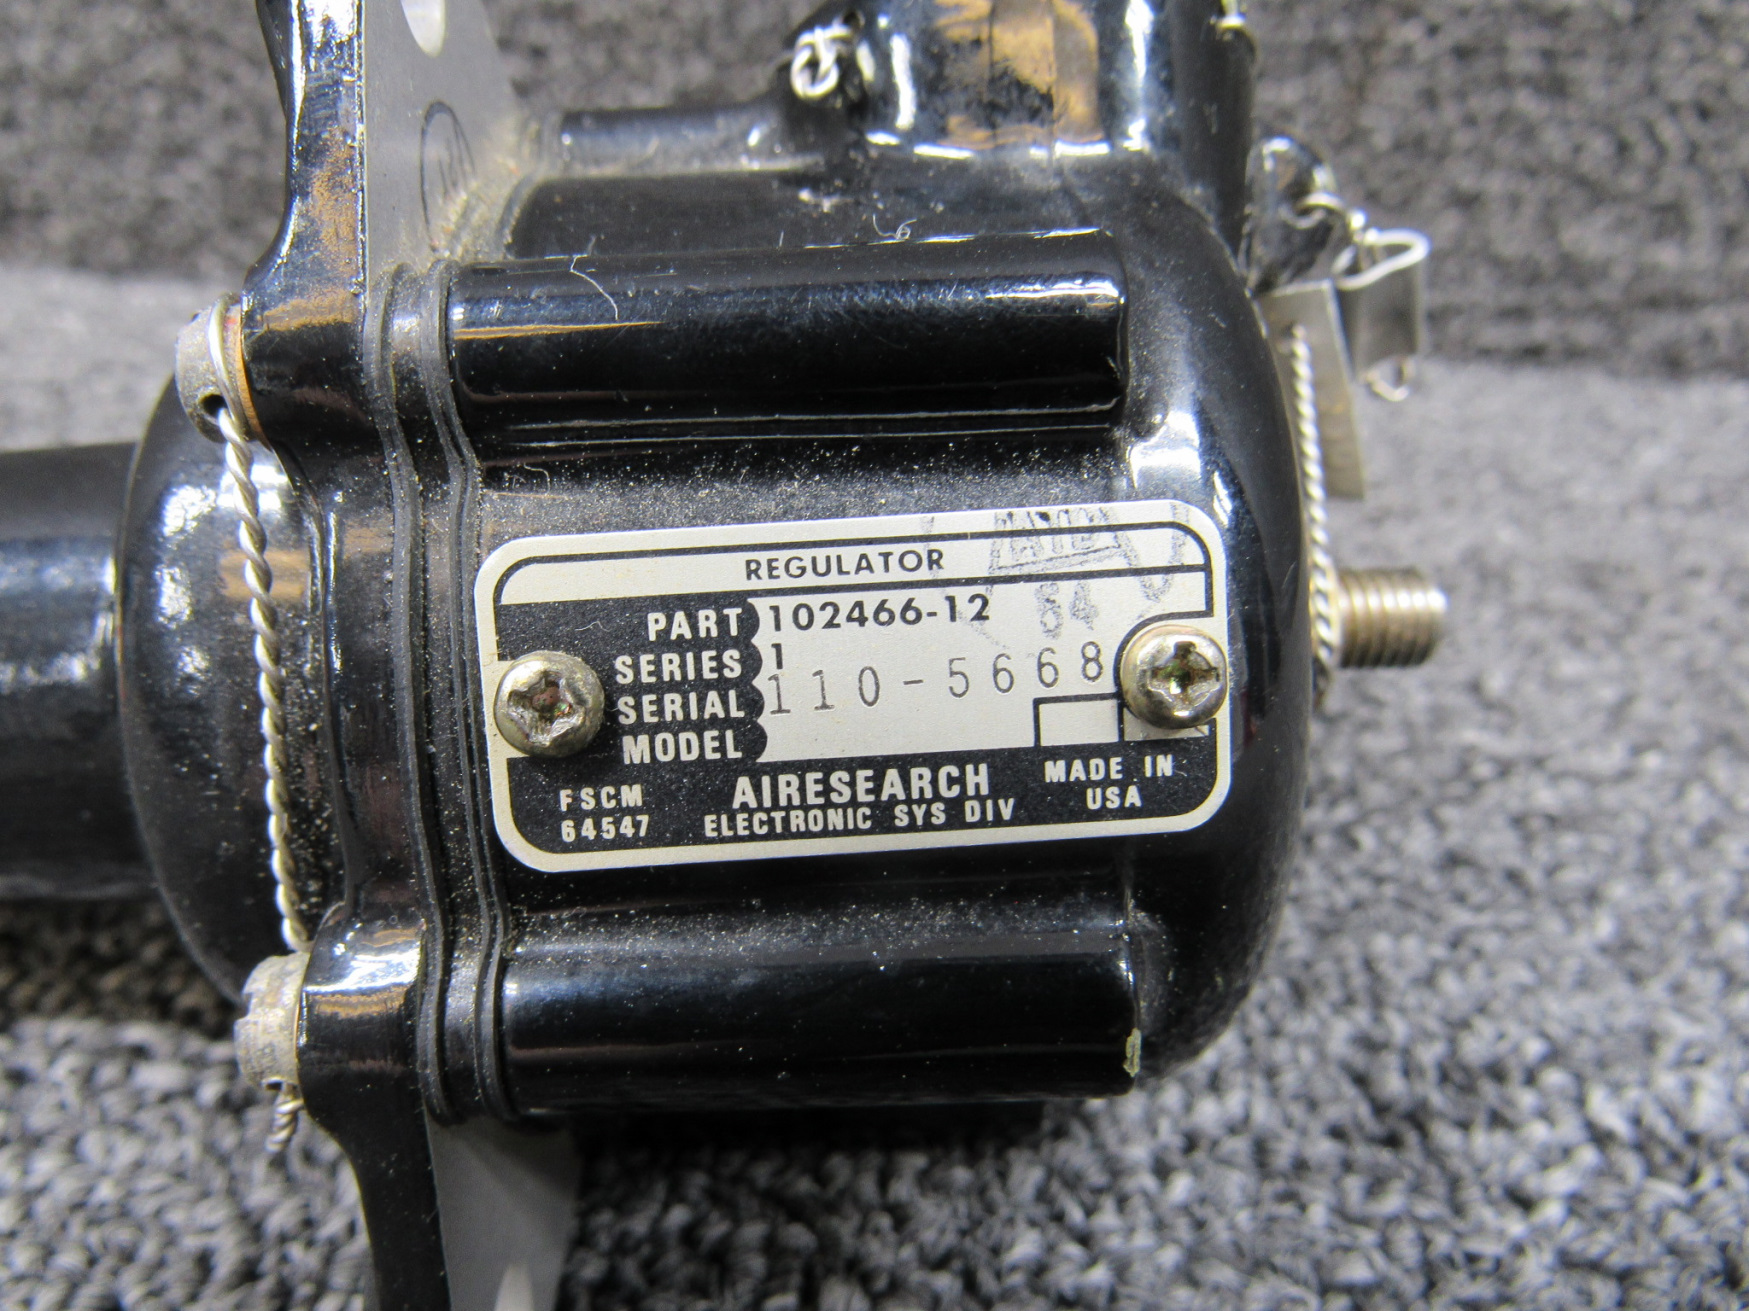 REGULATOR
PART 102466-12
SERIES 1
SERIAL 110-5668
MODEL
FSCM
64547
AIRESEARCH
ELECTRONIC SYS DIV
MADE IN
USA
84